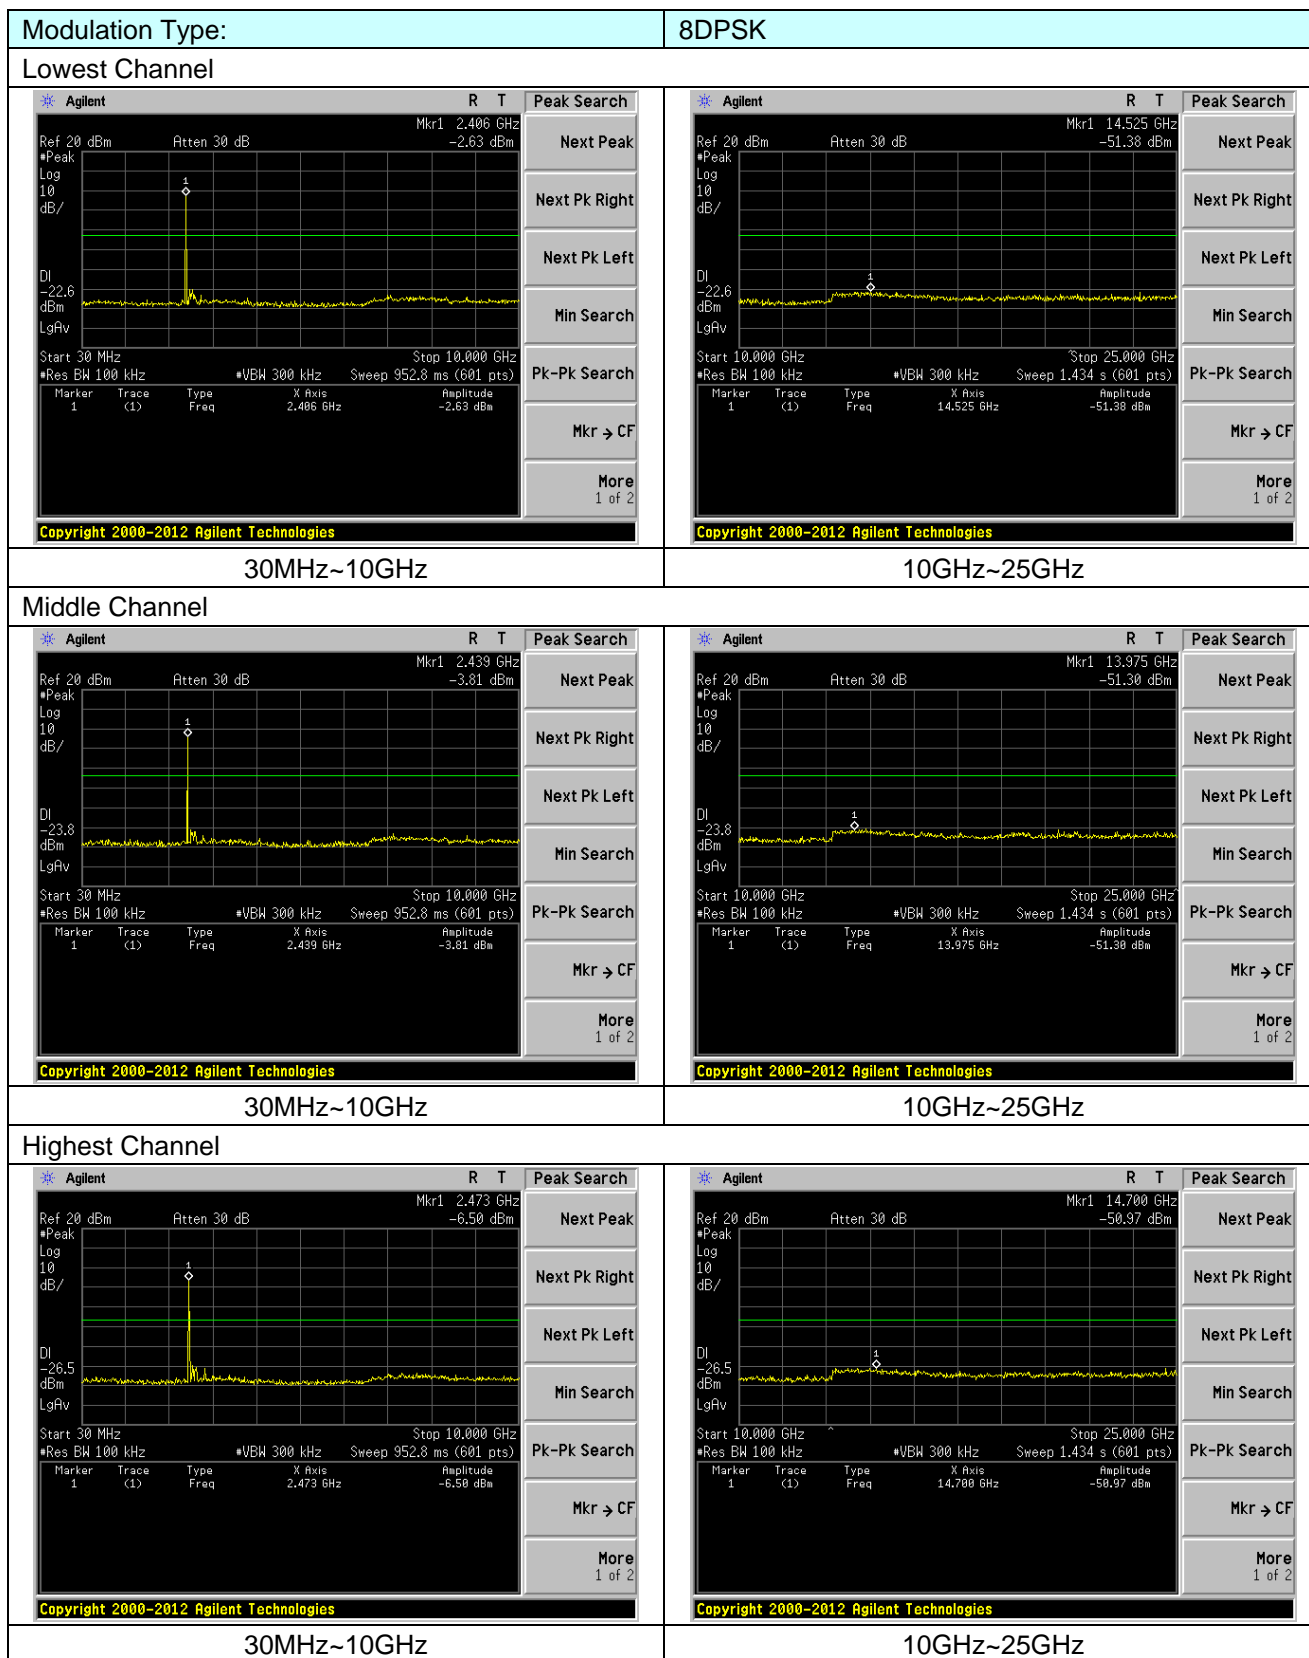 Modulation Type: 8DPSK
Lowest Channel
Agilent R T Peak Search
Mkr1 2.406 GHz
Ref 20 dBm Atten 30 dB -2.63 dBm
#Peak
Log
10
dB/
1
DI
-22.6
dBm
LgAv
Start 30 MHz Stop 10.000 GHz
#Res BW 100 kHz #VBW 300 kHz Sweep 952.8 ms (601 pts)
Marker Trace Type X Axis Amplitude
1 (1) Freq 2.406 GHz -2.63 dBm
Next Peak
Next Pk Right
Next Pk Left
Min Search
Pk-Pk Search
Mkr → CF
More
1 of 2
Copyright 2000-2012 Agilent Technologies
Agilent R T Peak Search
Mkr1 14.525 GHz
Ref 20 dBm Atten 30 dB -51.38 dBm
#Peak
Log
10
dB/
1
DI
-22.6
dBm
LgAv
Start 10.000 GHz Stop 25.000 GHz
#Res BW 100 kHz #VBW 300 kHz Sweep 1.434 s (601 pts)
Marker Trace Type X Axis Amplitude
1 (1) Freq 14.525 GHz -51.38 dBm
Next Peak
Next Pk Right
Next Pk Left
Min Search
Pk-Pk Search
Mkr → CF
More
1 of 2
Copyright 2000-2012 Agilent Technologies
30MHz~10GHz 10GHz~25GHz
Middle Channel
Agilent R T Peak Search
Mkr1 2.439 GHz
Ref 20 dBm Atten 30 dB -3.81 dBm
#Peak
Log
10
dB/
1
DI
-23.8
dBm
LgAv
Start 30 MHz Stop 10.000 GHz
#Res BW 100 kHz #VBW 300 kHz Sweep 952.8 ms (601 pts)
Marker Trace Type X Axis Amplitude
1 (1) Freq 2.439 GHz -3.81 dBm
Next Peak
Next Pk Right
Next Pk Left
Min Search
Pk-Pk Search
Mkr → CF
More
1 of 2
Copyright 2000-2012 Agilent Technologies
Agilent R T Peak Search
Mkr1 13.975 GHz
Ref 20 dBm Atten 30 dB -51.30 dBm
#Peak
Log
10
dB/
1
DI
-23.8
dBm
LgAv
Start 10.000 GHz Stop 25.000 GHz
#Res BW 100 kHz #VBW 300 kHz Sweep 1.434 s (601 pts)
Marker Trace Type X Axis Amplitude
1 (1) Freq 13.975 GHz -51.30 dBm
Next Peak
Next Pk Right
Next Pk Left
Min Search
Pk-Pk Search
Mkr → CF
More
1 of 2
Copyright 2000-2012 Agilent Technologies
30MHz~10GHz 10GHz~25GHz
Highest Channel
Agilent R T Peak Search
Mkr1 2.473 GHz
Ref 20 dBm Atten 30 dB -6.50 dBm
#Peak
Log
10
dB/
1
DI
-26.5
dBm
LgAv
Start 30 MHz Stop 10.000 GHz
#Res BW 100 kHz #VBW 300 kHz Sweep 952.8 ms (601 pts)
Marker Trace Type X Axis Amplitude
1 (1) Freq 2.473 GHz -6.50 dBm
Next Peak
Next Pk Right
Next Pk Left
Min Search
Pk-Pk Search
Mkr → CF
More
1 of 2
Copyright 2000-2012 Agilent Technologies
Agilent R T Peak Search
Mkr1 14.700 GHz
Ref 20 dBm Atten 30 dB -50.97 dBm
#Peak
Log
10
dB/
1
DI
-26.5
dBm
LgAv
Start 10.000 GHz Stop 25.000 GHz
#Res BW 100 kHz #VBW 300 kHz Sweep 1.434 s (601 pts)
Marker Trace Type X Axis Amplitude
1 (1) Freq 14.700 GHz -50.97 dBm
Next Peak
Next Pk Right
Next Pk Left
Min Search
Pk-Pk Search
Mkr → CF
More
1 of 2
Copyright 2000-2012 Agilent Technologies
30MHz~10GHz 10GHz~25GHz